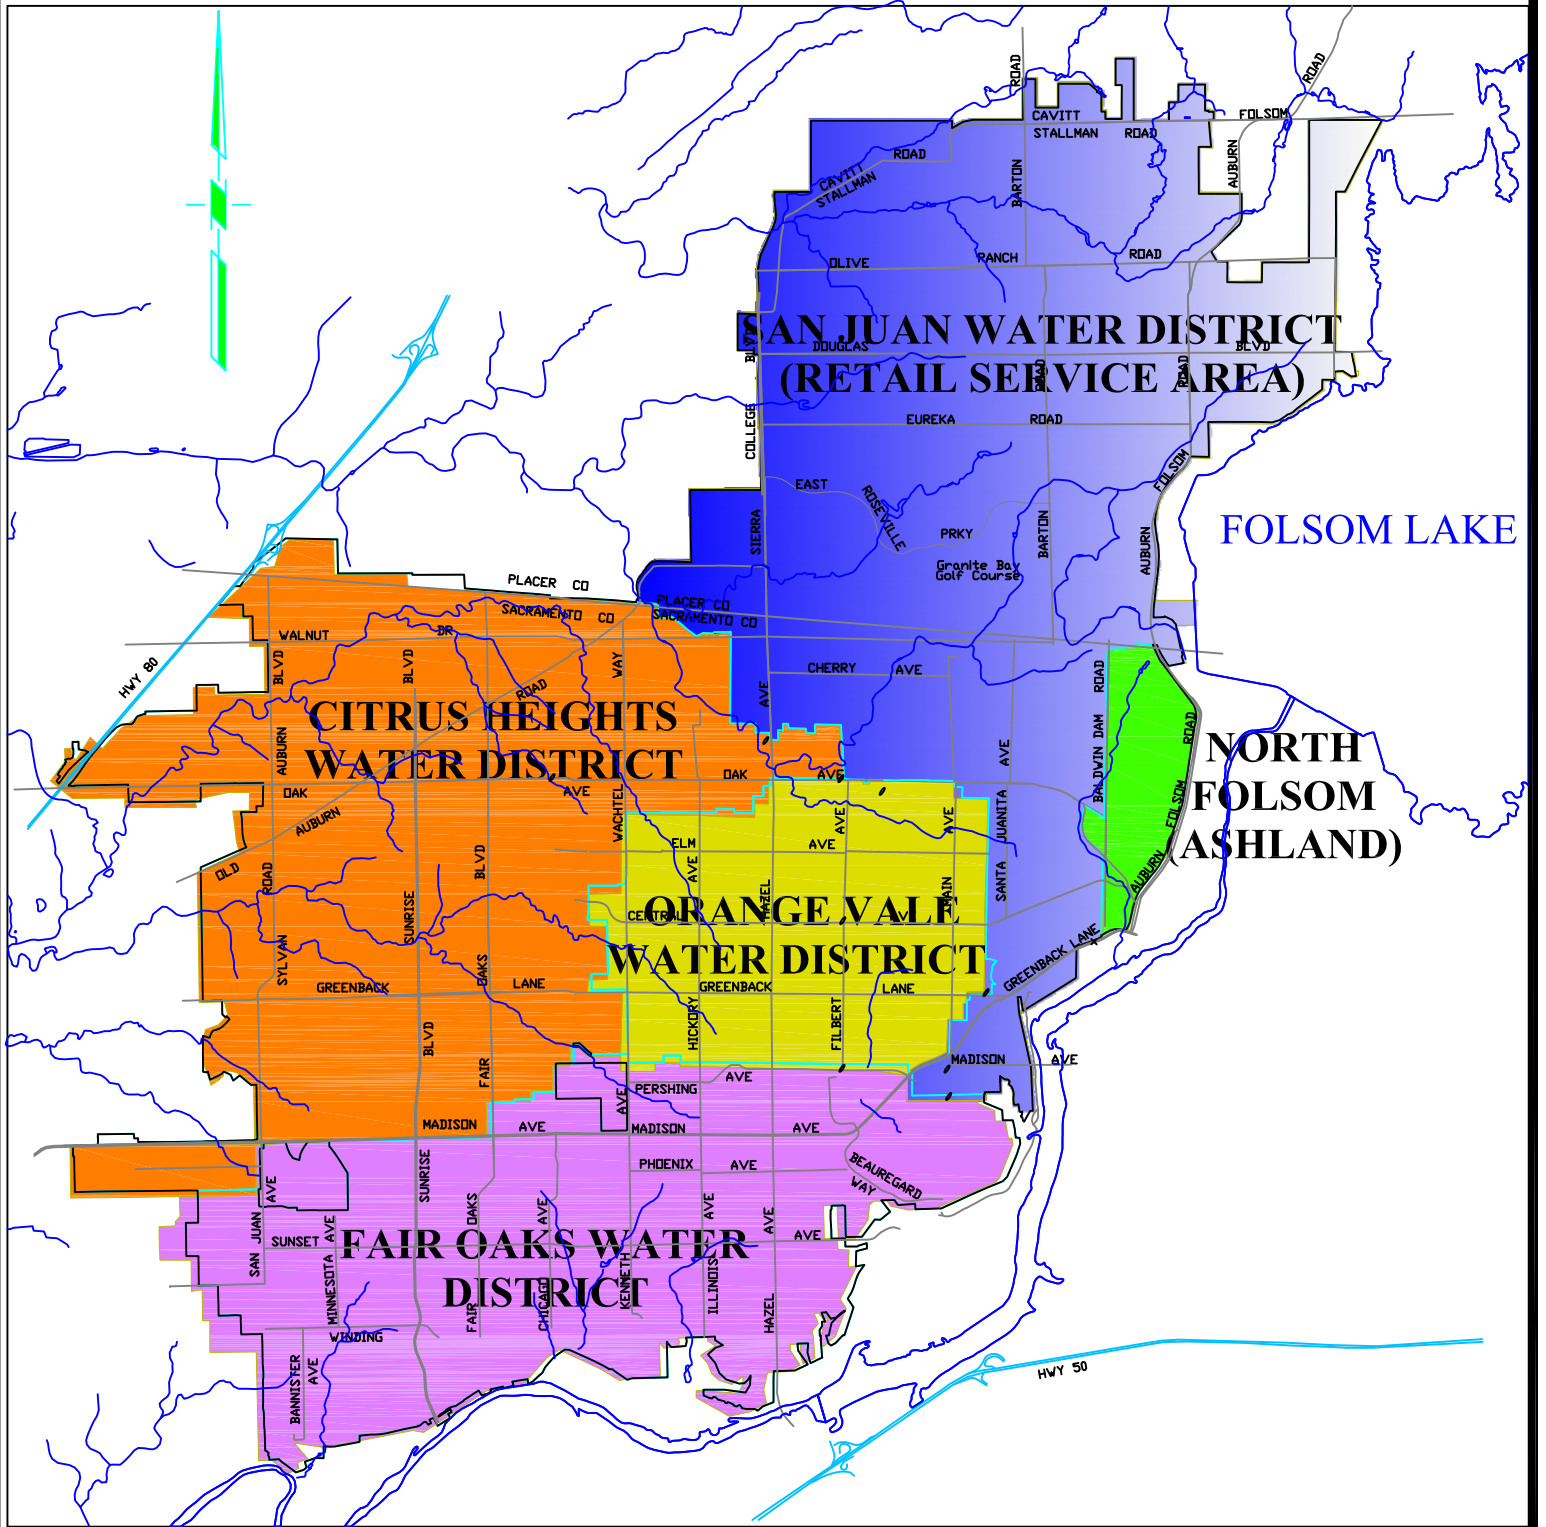 ROAD
ROAD
CAVITT
STALLMAN ROAD
FOLSOM
ROAD
CAVITT
STALLMAN
BARTON
AUBURN
OLIVE RANCH ROAD
SAN JUAN WATER DISTRICT
(RETAIL SERVICE AREA)
BLVD
DOUGLAS BLVD
ROAD
ROAD
COLLEGE
EUREKA ROAD
EAST
ROSEVILLE
PRKY
FOLSOM
SIERRA
BARTON
AUBURN
FOLSOM LAKE
Granite Bay
Golf Course
PLACER CO
SACRAMENTO CO
PLACER CO
SACRAMENTO CO
WALNUT DR
HWY 80
BLVD
BLVD
ROAD
WAY
CHERRY AVE
AVE
ROAD
BALDWIN DAM
ROAD
FOLSOM
AUBURN
CITRUS HEIGHTS
WATER DISTRICT
NORTH
FOLSOM
(ASHLAND)
AUBURN
OAK AVE
OAK AVE
AUBURN
OLD
ROAD
WACHTEL
AVE
JUANITA
SANTA
ELM AVE
AVE
AVE
AVE
MAIN
BLVD
SUNRISE
HAZEL
ORANGE VALE
WATER DISTRICT
CENTRAL AVE
SYLVAN
OAKS
GREENBACK LANE
GREENBACK LANE
GREENBACK LANE
HICKORY
FILBERT
BLVD
FAIR
MADISON AVE
PERSHING AVE
AVE
MADISON AVE
MADISON AVE
PHOENIX AVE
BEAUREGARD
WAY
SUNRISE
AVE
SAN JUAN
OAKS
AVE
AVE
AVE
SUNSET AVE
AVE
MINNESOTA
FAIR OAKS WATER
DISTRICT
FAIR
CHICAGO
KENNETH
ILLINOIS
HAZEL
WINDING
BANNISTER
AVE
HWY 50